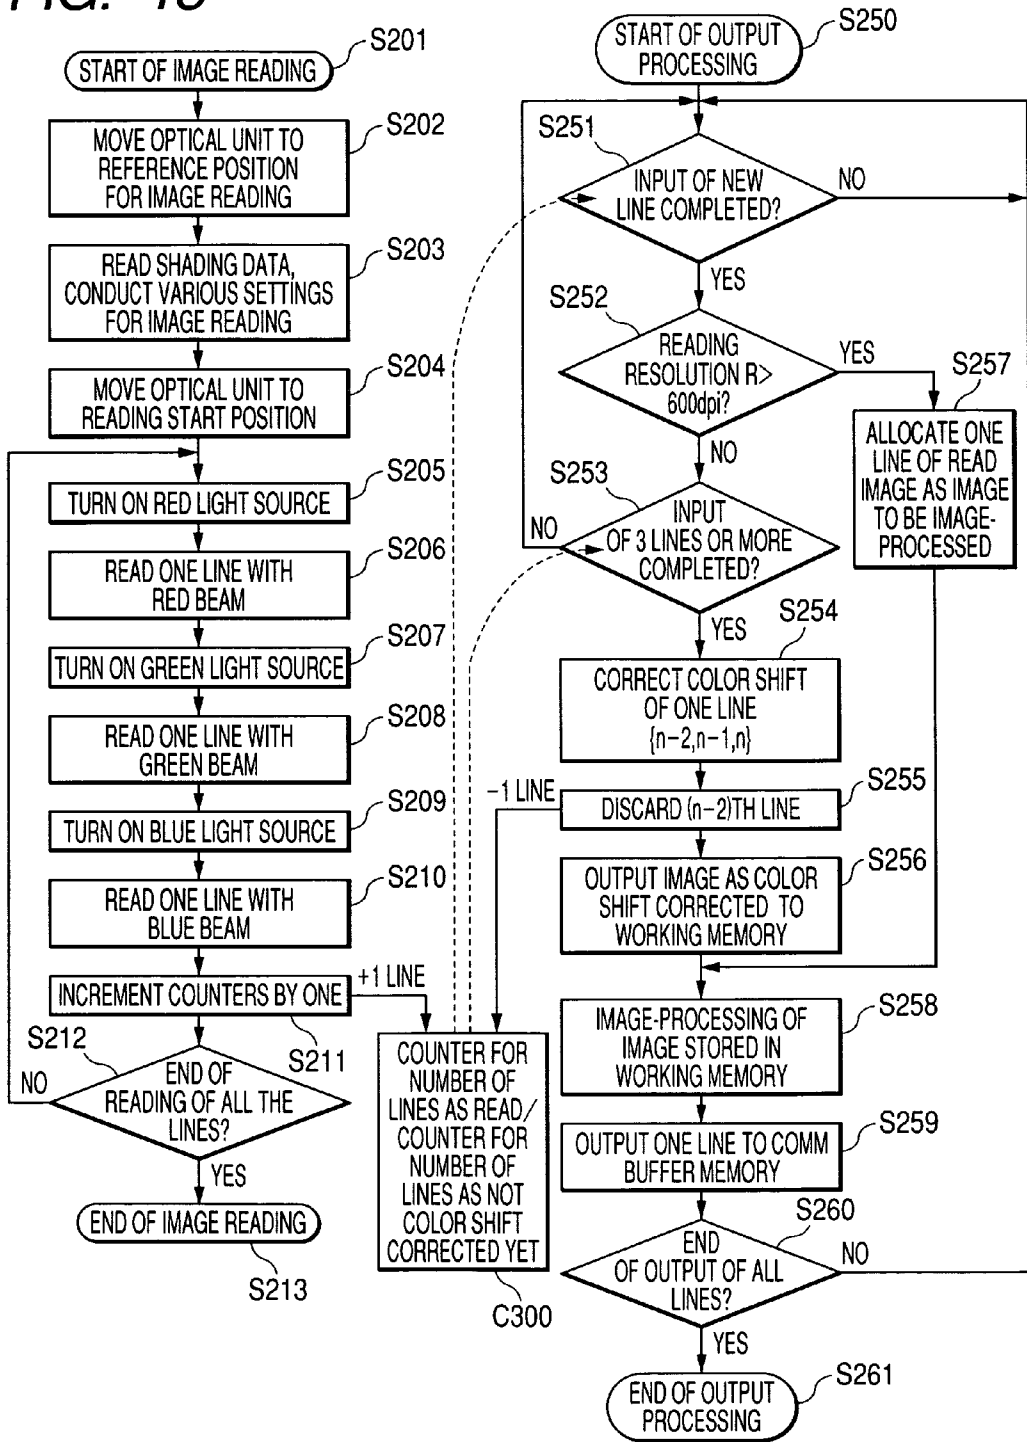 FIG.
S201
START OF IMAGE READING
S202
MOVE OPTICAL UNIT TO
REFERENCE POSITION
FOR IMAGE READING
S203
READ SHADING DATA,
CONDUCT VARIOUS SETTINGS
FOR IMAGE READING
S204
MOVE OPTICAL UNIT TO
READING START POSITION
S205
TURN ON RED LIGHT SOURCE
S206
READ ONE LINE WITH
RED BEAM
S207
TURN ON GREEN LIGHT SOURCE
S208
READ ONE LINE WITH
GREEN BEAM
S209
TURN ON BLUE LIGHT SOURCE
S210
READ ONE LINE WITH
BLUE BEAM
+1 LINE
INCREMENT COUNTERS BY ONE
S211
S212
NO
END OF
READING OF ALL THE
LINES?
YES
END OF IMAGE READING
S213
−1 LINE
COUNTER FOR
NUMBER OF
LINES AS READ/
COUNTER FOR
NUMBER OF
LINES AS NOT
COLOR SHIFT
CORRECTED YET
C300
S250
START OF OUTPUT
PROCESSING
S251
INPUT OF NEW
LINE COMPLETED?
NO
YES
S252
READING
RESOLUTION R>
600dpi?
YES
NO
S257
ALLOCATE ONE
LINE OF READ
IMAGE AS IMAGE
TO BE IMAGE-
PROCESSED
S253
NO
INPUT
OF 3 LINES OR MORE
COMPLETED?
YES
S254
CORRECT COLOR SHIFT
OF ONE LINE
{n−2,n−1,n}
S255
DISCARD (n−2)TH LINE
S256
OUTPUT IMAGE AS COLOR
SHIFT CORRECTED TO
WORKING MEMORY
S258
IMAGE-PROCESSING OF
IMAGE STORED IN
WORKING MEMORY
S259
OUTPUT ONE LINE TO COMM
BUFFER MEMORY
S260
END
OF OUTPUT OF ALL
LINES?
NO
YES
S261
END OF OUTPUT
PROCESSING